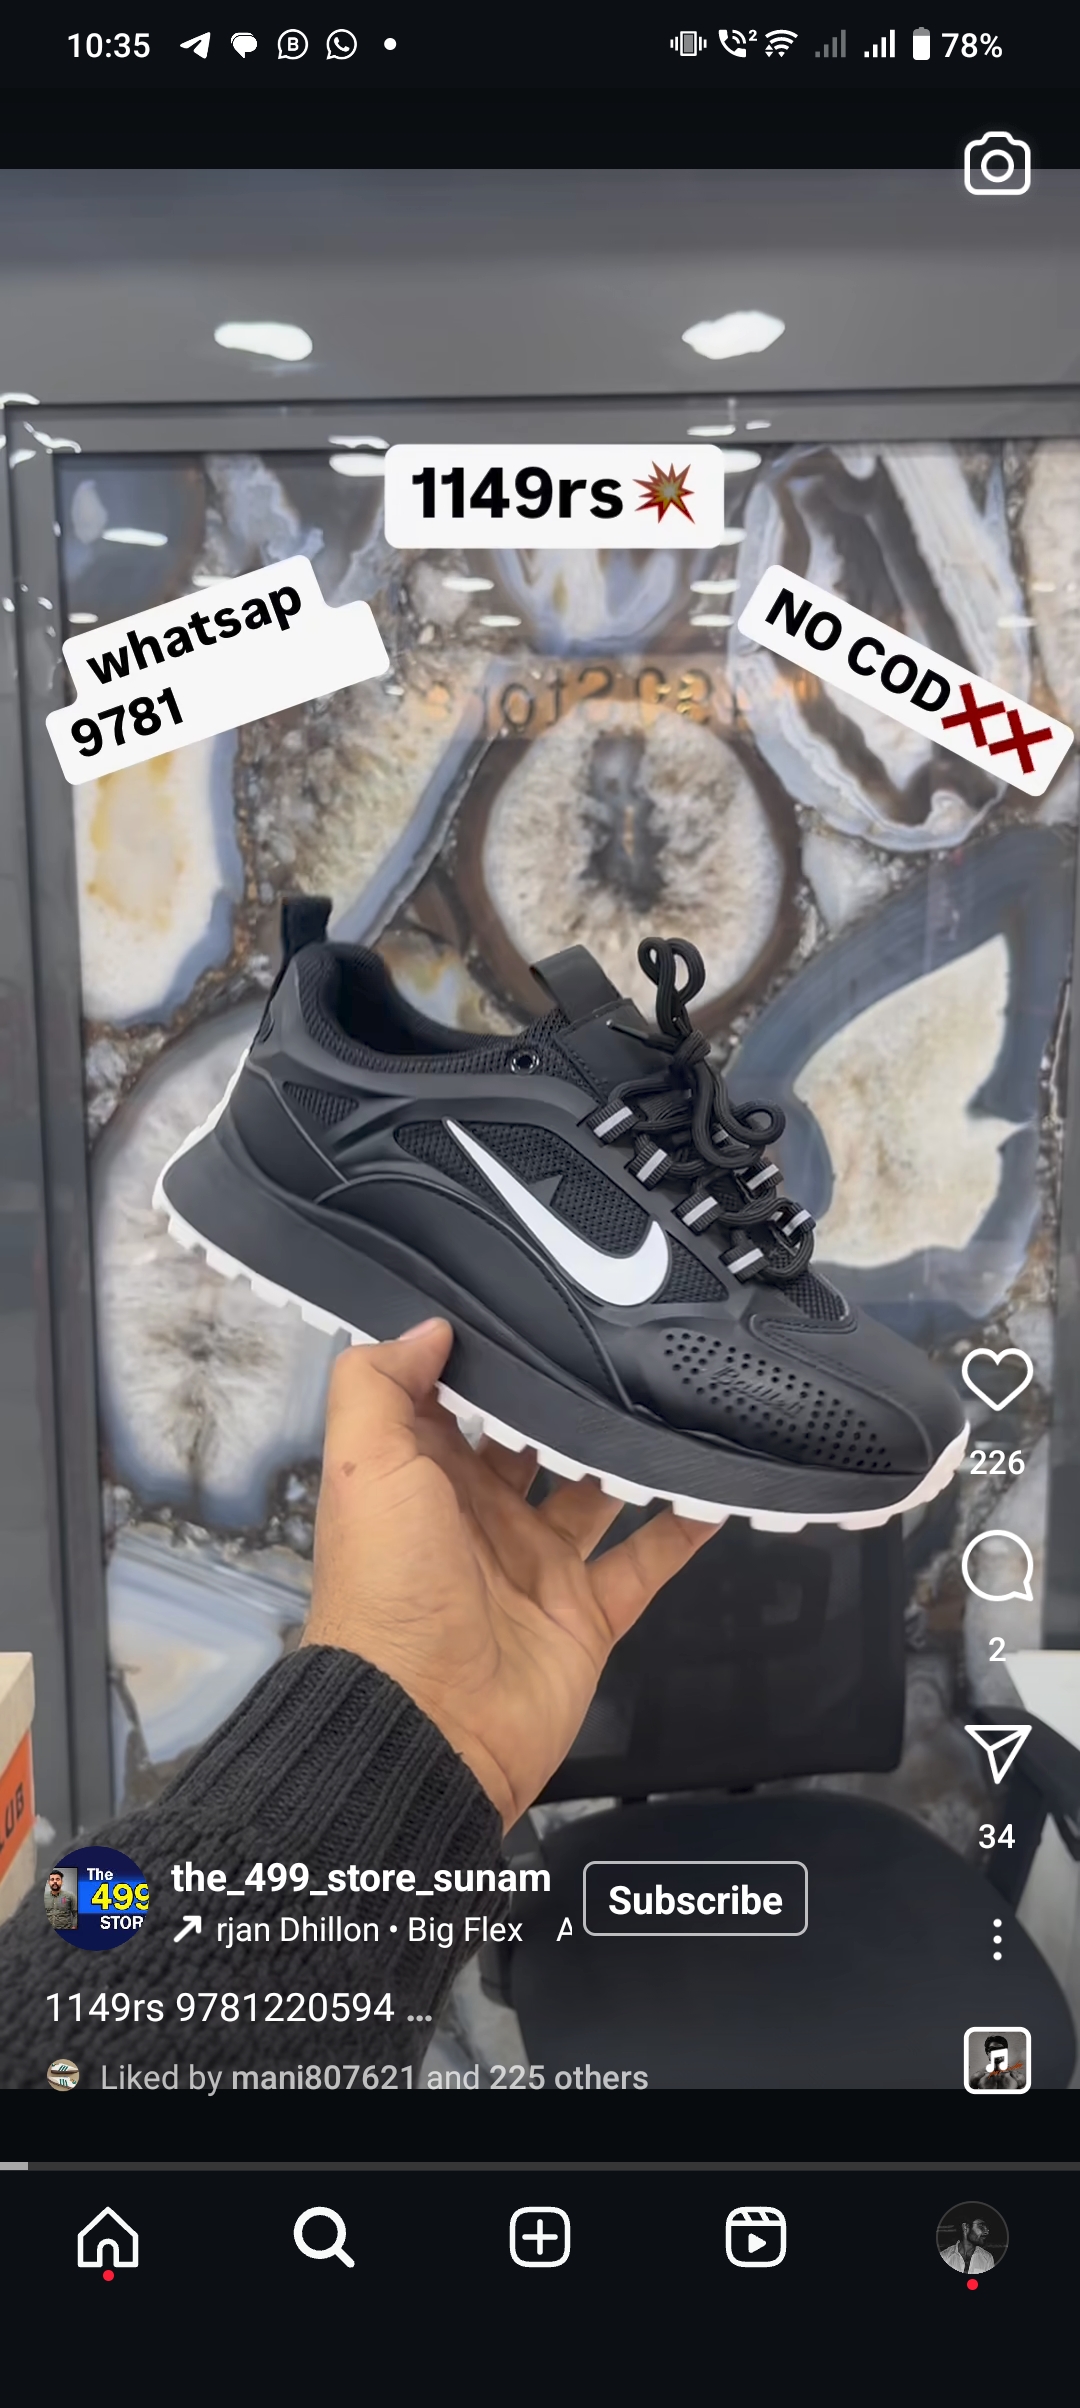 10:35
2
78%
1149rs💥
whatsap
9781
NO COD❌❌
The
499
STOR
the_499_store_sunam
Subscribe
rjan Dhillon • Big Flex A
1149rs 9781220594 ...
Liked by mani807621 and 225 others
226
2
34